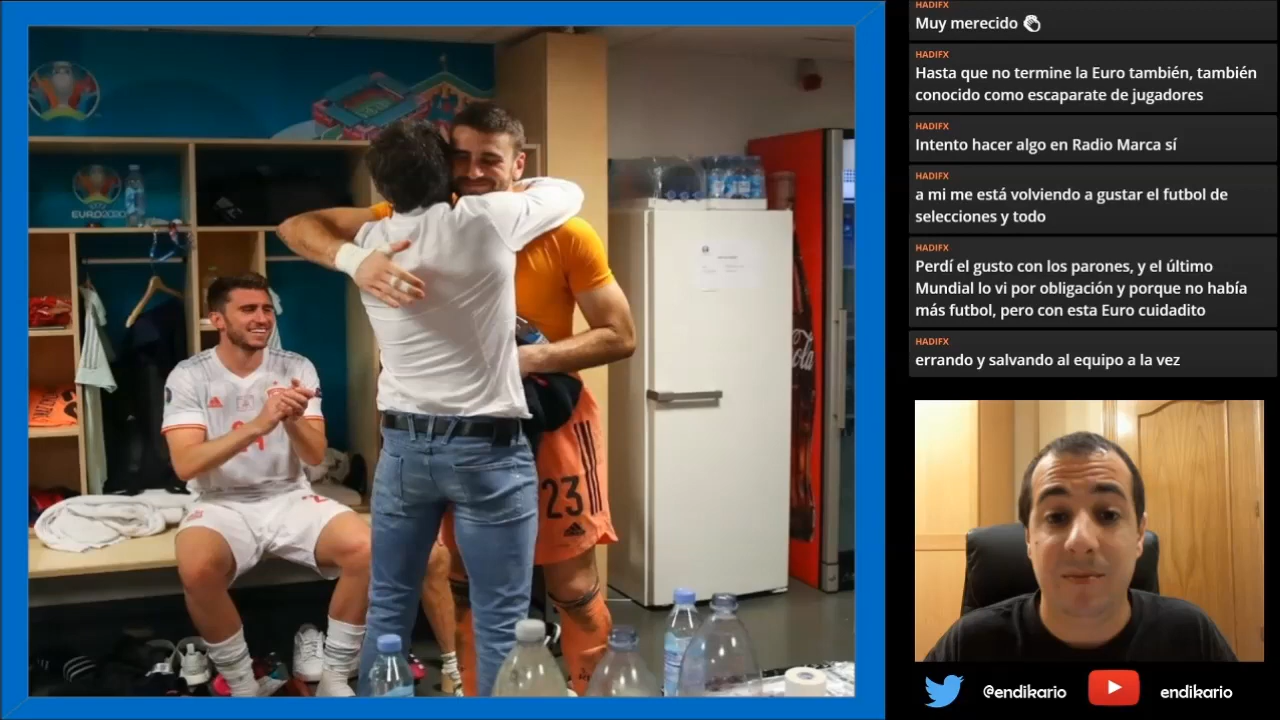 EURO2020
23
Cola
HADIFX
Muy merecido
HADIFX
Hasta que no termine la Euro también, también
conocido como escaparate de jugadores
HADIFX
Intento hacer algo en Radio Marca sí
HADIFX
a mi me está volviendo a gustar el futbol de
selecciones y todo
HADIFX
Perdí el gusto con los parones, y el último
Mundial lo vi por obligación y porque no había
más futbol, pero con esta Euro cuidadito
HADIFX
errando y salvando al equipo a la vez
@endikario
endikario